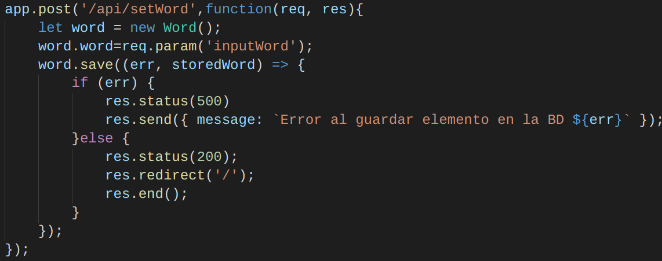 app.post('/api/setWord',function(req, res){
    let word = new Word();
    word.word=req.param('inputWord');
    word.save((err, storedWord) => {
        if (err) {
            res.status(500)
            res.send({ message: `Error al guardar elemento en la BD ${err}` });
        }else {
            res.status(200);
            res.redirect('/');
            res.end();
        }
    });
});